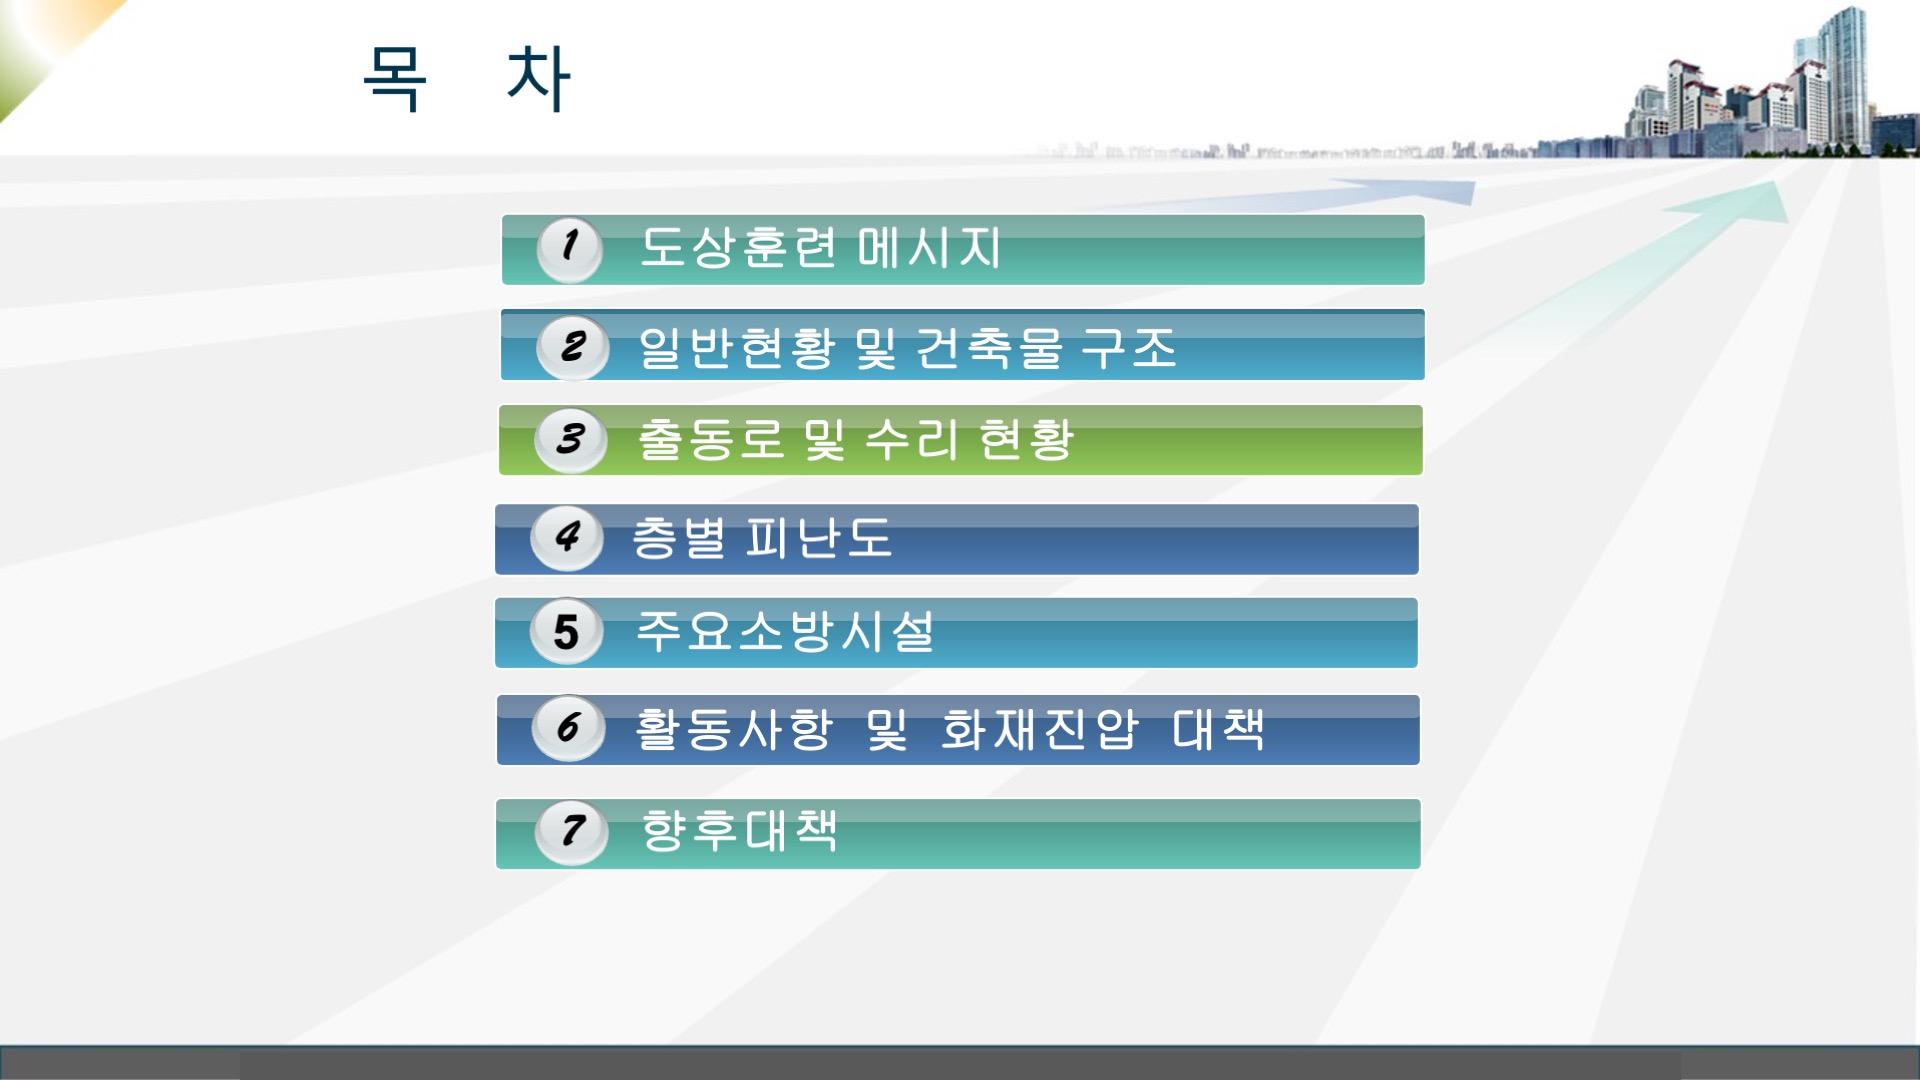 목 차
1 도상훈련 메시지
2 일반현황 및 건축물 구조
3 출동로 및 수리 현황
4 층별 피난도
5 주요소방시설
6 활동사항 및 화재진압 대책
7 향후대책